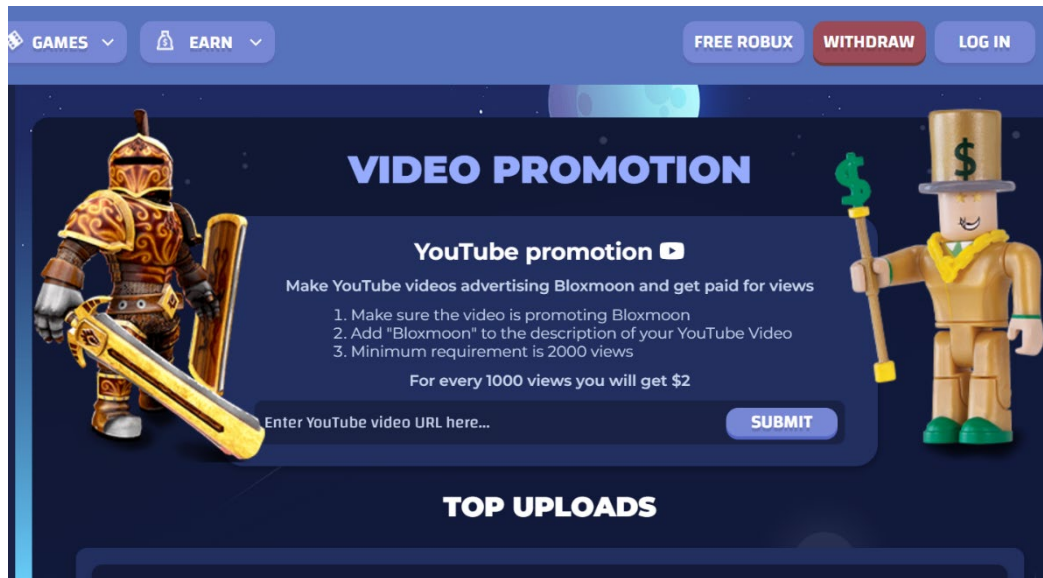 GAMES
EARN
FREE ROBUX
WITHDRAW
LOG IN
VIDEO PROMOTION
YouTube promotion
Make YouTube videos advertising Bloxmoon and get paid for views
1. Make sure the video is promoting Bloxmoon
2. Add "Bloxmoon" to the description of your YouTube Video
3. Minimum requirement is 2000 views
For every 1000 views you will get $2
Enter YouTube video URL here...
SUBMIT
TOP UPLOADS